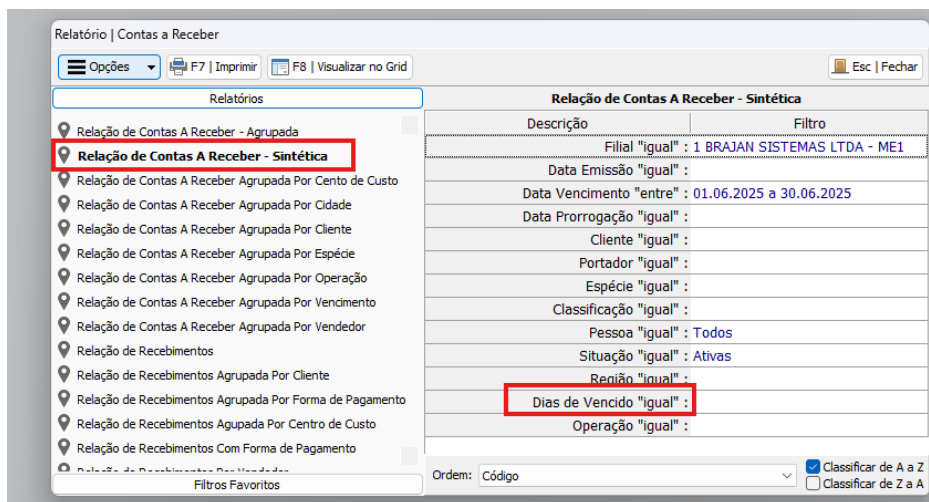 Relatório | Contas a Receber
Opções
F7 | Imprimir
F8 | Visualizar no Grid
Esc | Fechar
Relatórios
Relação de Contas A Receber - Agrupada
Relação de Contas A Receber - Sintética
Relação de Contas A Receber Agrupada Por Cento de Custo
Relação de Contas A Receber Agrupada Por Cidade
Relação de Contas A Receber Agrupada Por Cliente
Relação de Contas A Receber Agrupada Por Espécie
Relação de Contas A Receber Agrupada Por Operação
Relação de Contas A Receber Agrupada Por Vencimento
Relação de Contas A Receber Agrupada Por Vendedor
Relação de Recebimentos
Relação de Recebimentos Agrupada Por Cliente
Relação de Recebimentos Agrupada Por Forma de Pagamento
Relação de Recebimentos Agupada Por Centro de Custo
Relação de Recebimentos Com Forma de Pagamento
Relação de Recebimentos Por Vendedor
Filtros Favoritos
Relação de Contas A Receber - Sintética
Descrição Filtro
Filial "igual" : 1 BRAJAN SISTEMAS LTDA - ME1
Data Emissão "igual" :
Data Vencimento "entre" : 01.06.2025 a 30.06.2025
Data Prorrogação "igual" :
Cliente "igual" :
Portador "igual" :
Espécie "igual" :
Classificação "igual" :
Pessoa "igual" : Todos
Situação "igual" : Ativas
Região "igual" :
Dias de Vencido "igual" :
Operação "igual" :
Ordem: Código
Classificar de A a Z
Classificar de Z a A